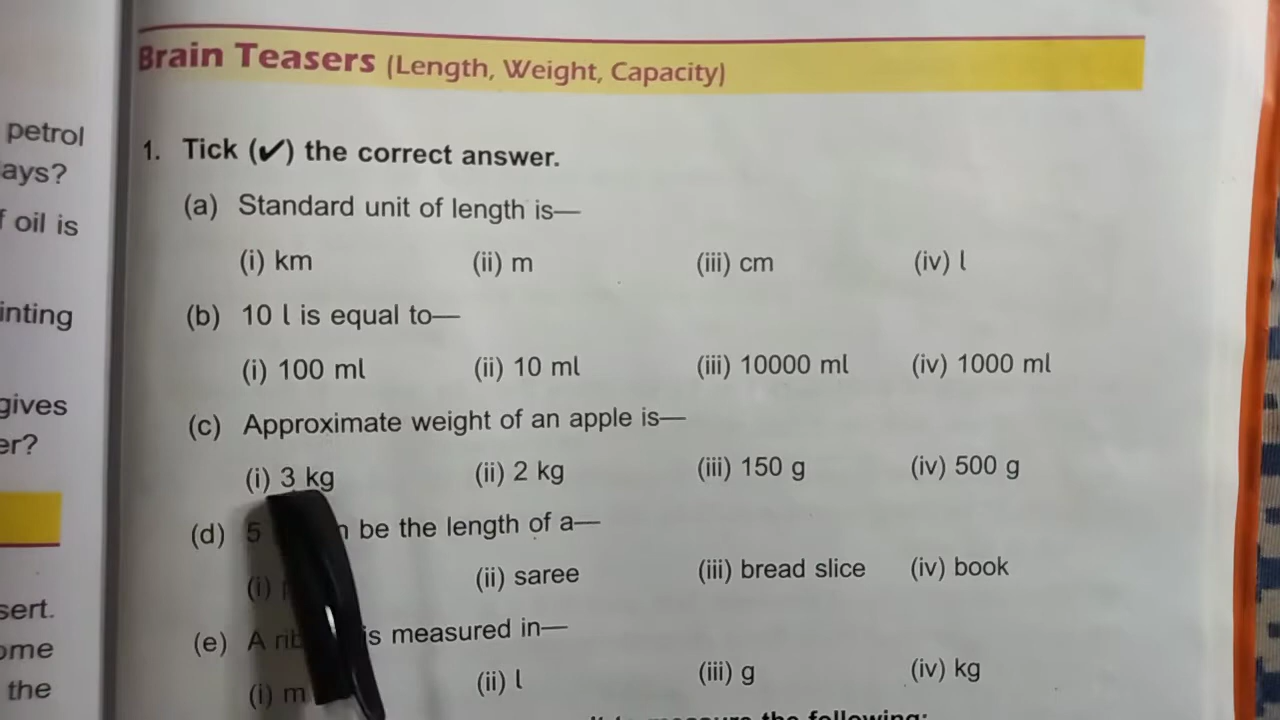 Brain Teasers (Length, Weight, Capacity)
1. Tick (✔) the correct answer.
(a) Standard unit of length is—
(i) km (ii) m (iii) cm (iv) l
(b) 10 l is equal to—
(i) 100 ml (ii) 10 ml (iii) 10000 ml (iv) 1000 ml
(c) Approximate weight of an apple is—
(i) 3 kg (ii) 2 kg (iii) 150 g (iv) 500 g
(d) 5 be the length of a—
(i) (ii) saree (iii) bread slice (iv) book
(e) A is measured in—
(i) m (ii) l (iii) g (iv) kg
measure the following:
petrol
ays?
oil is
inting
gives
er?
sert.
ome
the